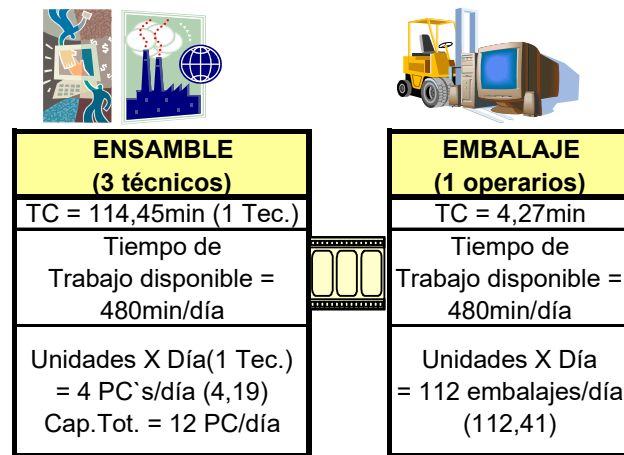 ENSAMBLE
(3 técnicos)
TC = 114,45min (1 Tec.)
Tiempo de
Trabajo disponible =
480min/día
Unidades X Día(1 Tec.)
= 4 PC`s/día (4,19)
Cap.Tot. = 12 PC/día
EMBALAJE
(1 operarios)
TC = 4,27min
Tiempo de
Trabajo disponible =
480min/día
Unidades X Día
= 112 embalajes/día
(112,41)